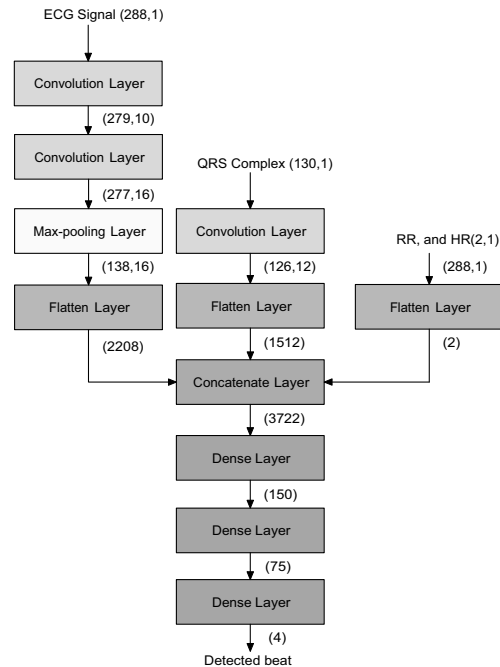 ECG Signal (288,1)
Convolution Layer
(279,10)
Convolution Layer
(277,16)
Max-pooling Layer
(138,16)
Flatten Layer
(2208)
QRS Complex (130,1)
Convolution Layer
(126,12)
Flatten Layer
(1512)
RR, and HR(2,1)
(288,1)
Flatten Layer
(2)
Concatenate Layer
(3722)
Dense Layer
(150)
Dense Layer
(75)
Dense Layer
(4)
Detected beat